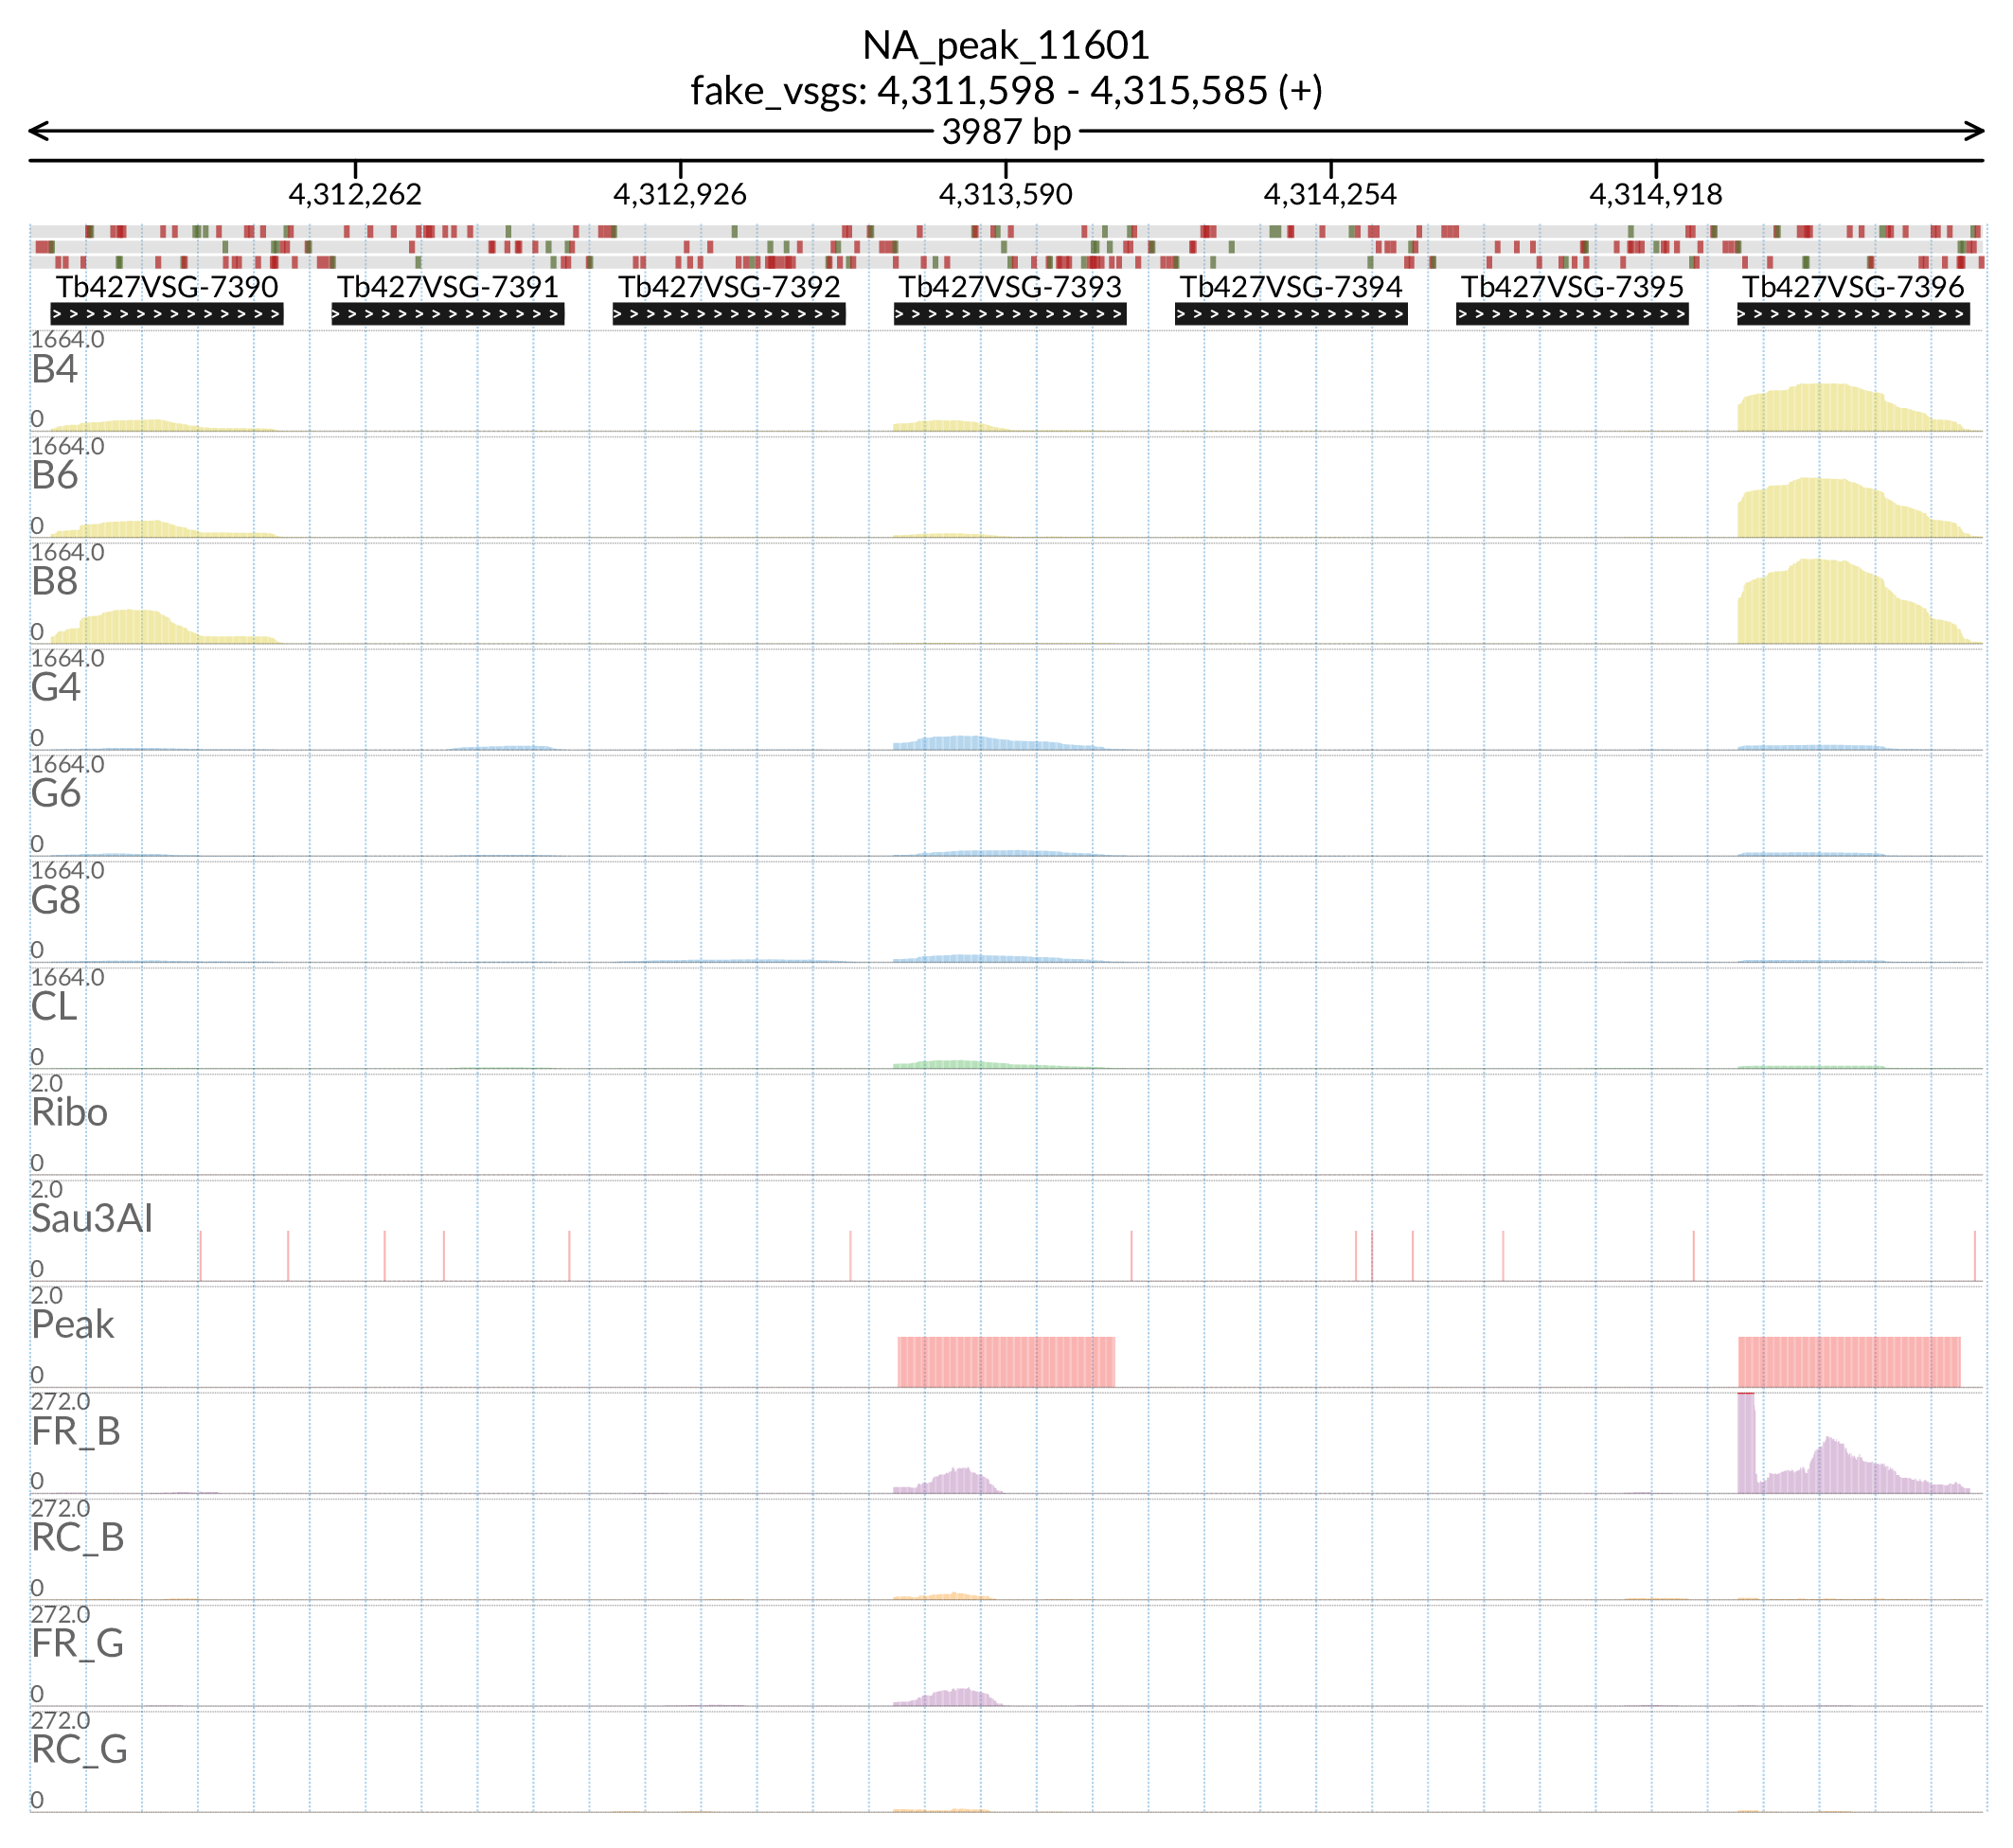 NA_peak_11601
fake_vsgs: 4,311,598 - 4,315,585 (+)
3987 bp
4,312,262 4,312,926 4,313,590 4,314,254 4,314,918
Tb427VSG-7390 Tb427VSG-7391 Tb427VSG-7392 Tb427VSG-7393 Tb427VSG-7394 Tb427VSG-7395 Tb427VSG-7396
1664.0
B4
0
1664.0
B6
0
1664.0
B8
0
1664.0
G4
0
1664.0
G6
0
1664.0
G8
0
1664.0
CL
0
2.0
Ribo
0
2.0
Sau3AI
0
2.0
Peak
0
272.0
FR_B
0
272.0
RC_B
0
272.0
FR_G
0
272.0
RC_G
0